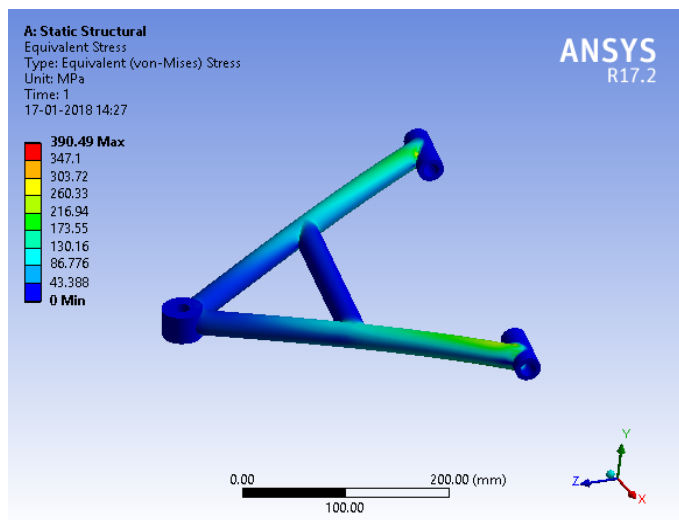 A: Static Structural
Equivalent Stress
Type: Equivalent (von-Mises) Stress
Unit: MPa
Time: 1
17-01-2018 14:27
ANSYS
R17.2
390.49 Max
347.1
303.72
260.33
216.94
173.55
130.16
86.776
43.388
0 Min
0.00
200.00 (mm)
100.00
Y
Z
X